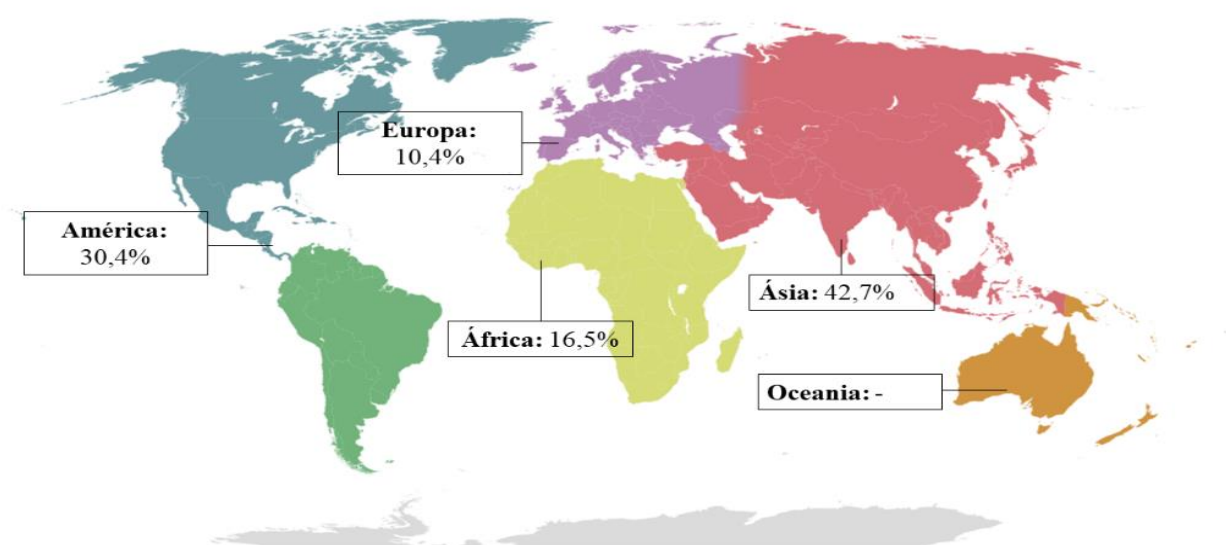 Europa:
10,4%
América:
30,4%
Ásia: 42,7%
África: 16,5%
Oceania: -